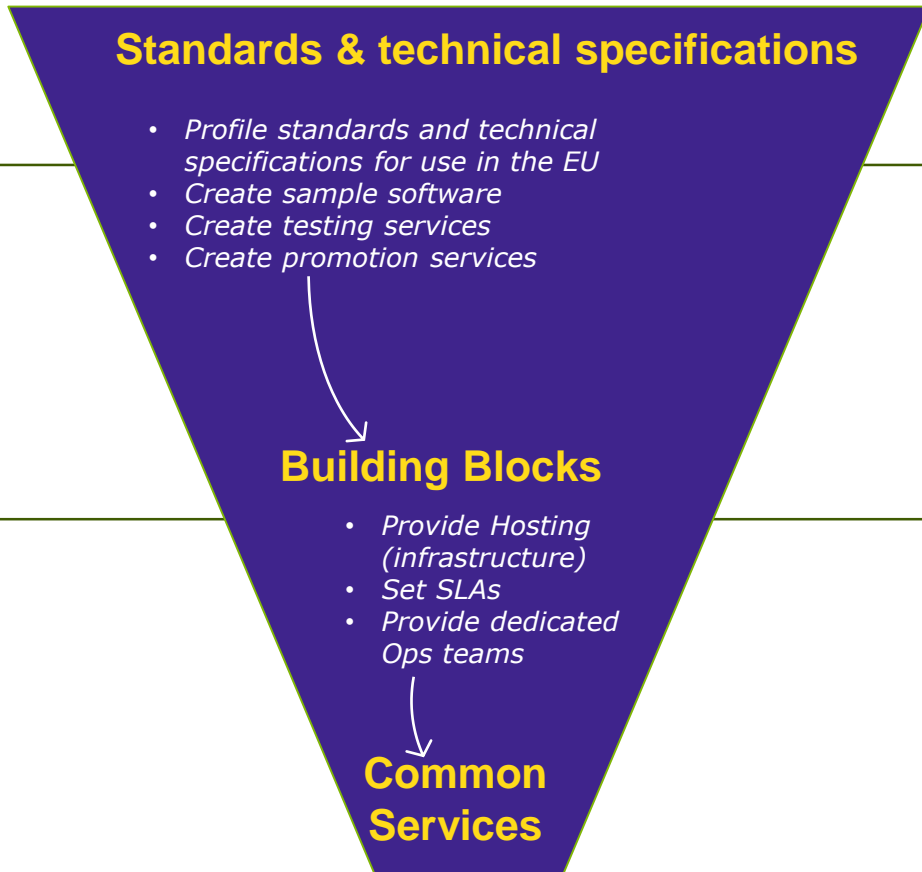 Standards & technical specifications
• Profile standards and technical
specifications for use in the EU
• Create sample software
• Create testing services
• Create promotion services
Building Blocks
• Provide Hosting
(infrastructure)
• Set SLAs
• Provide dedicated
Ops teams
Common
Services